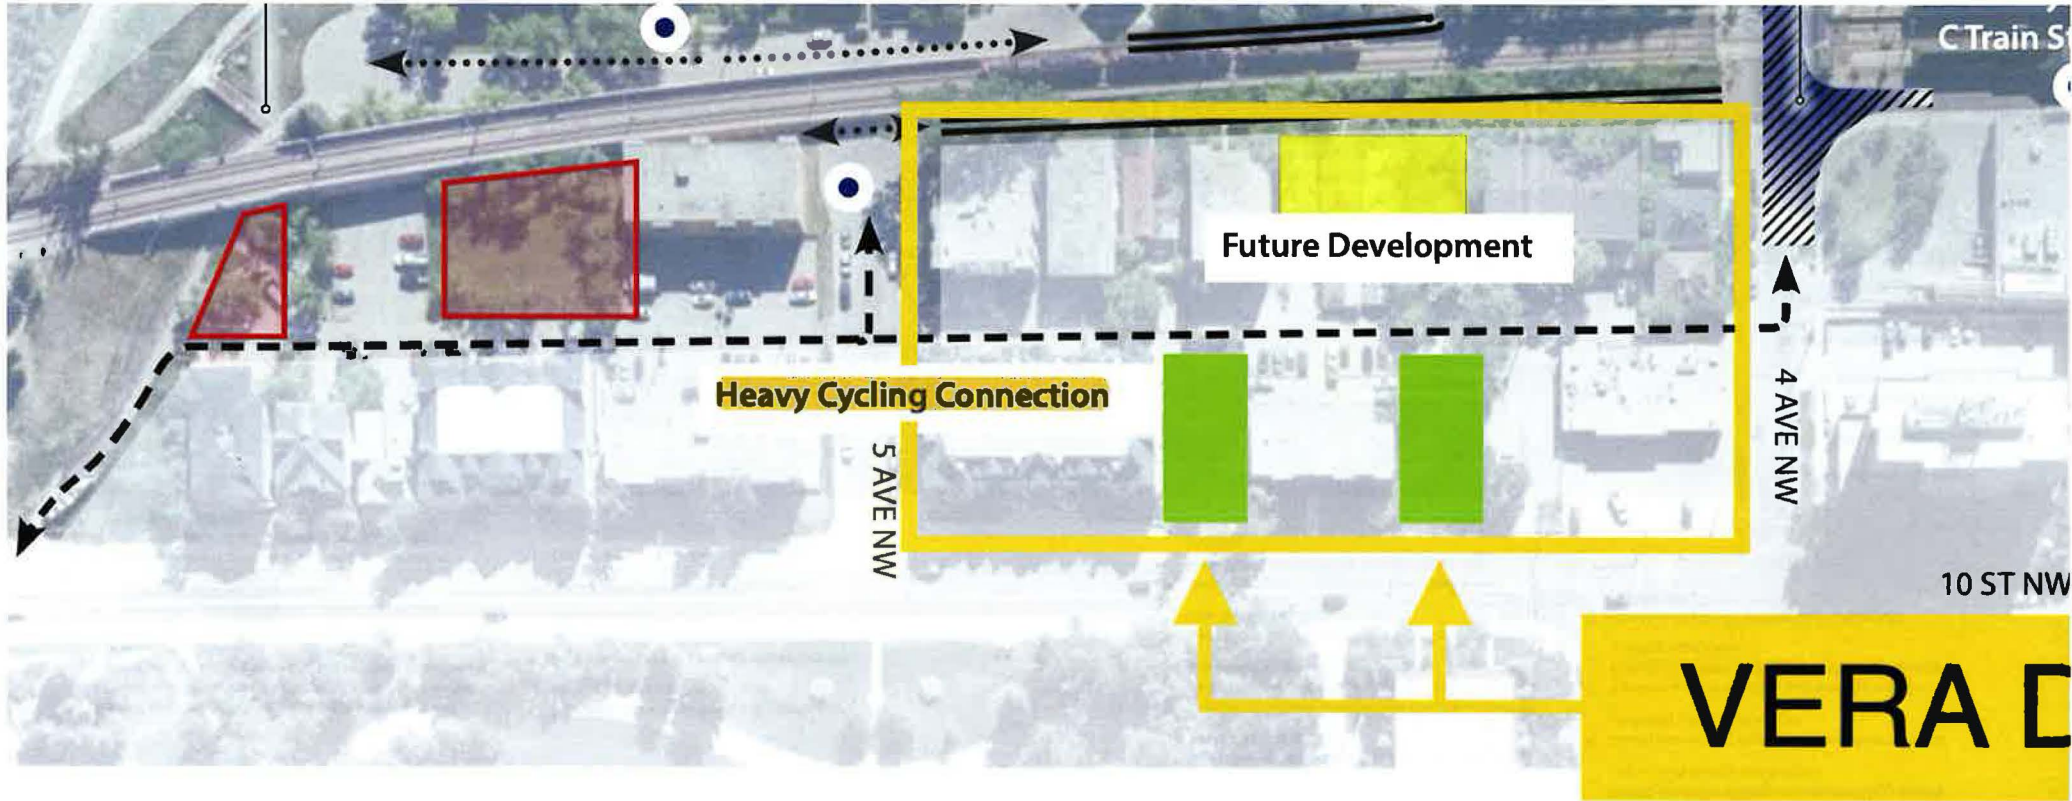 C Train St
Future Development
Heavy Cycling Connection
5 AVE NW
4 AVE NW
10 ST NW
VERA D